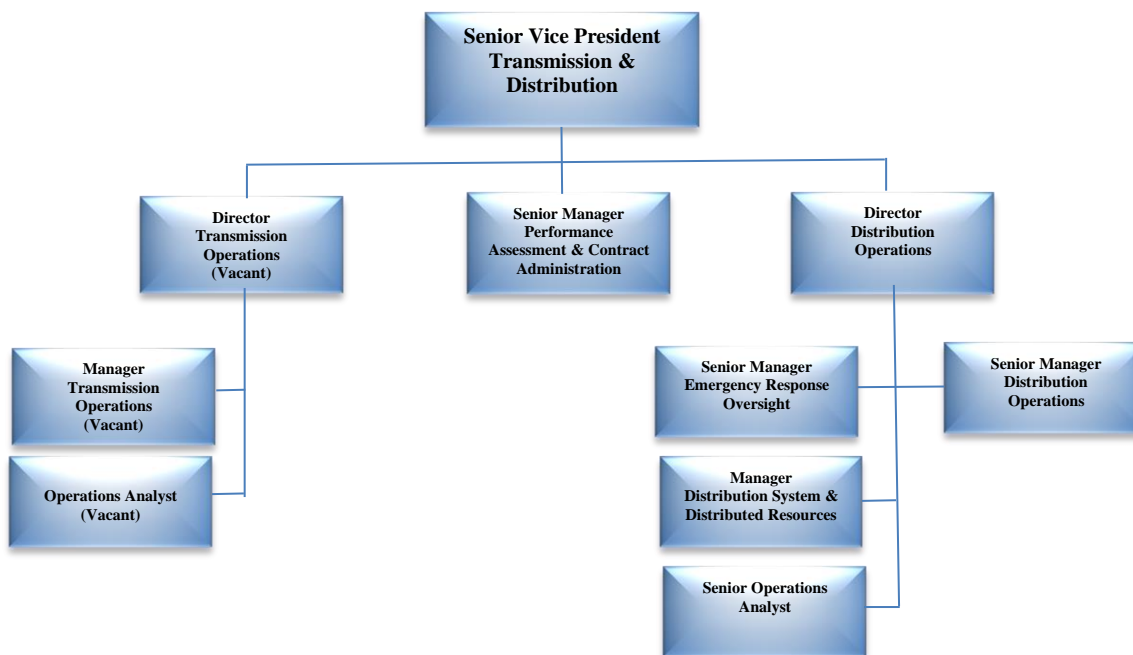 Senior Vice President
Transmission &
Distribution
Director
Transmission
Operations
(Vacant)
Senior Manager
Performance
Assessment & Contract
Administration
Director
Distribution
Operations
Manager
Transmission
Operations
(Vacant)
Senior Manager
Emergency Response
Oversight
Senior Manager
Distribution
Operations
Operations Analyst
(Vacant)
Manager
Distribution System &
Distributed Resources
Senior Operations
Analyst